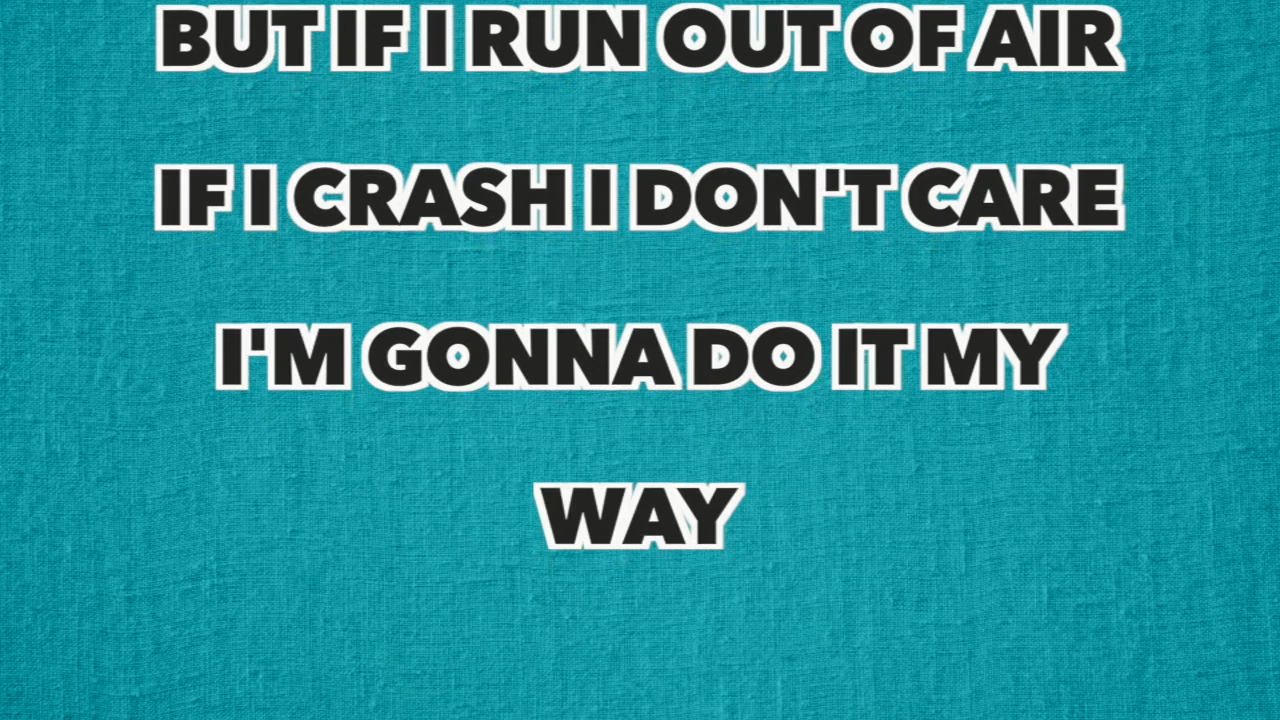 BUT IF I RUN OUT OF AIR
IF I CRASH I DON'T CARE
I'M GONNA DO IT MY
WAY